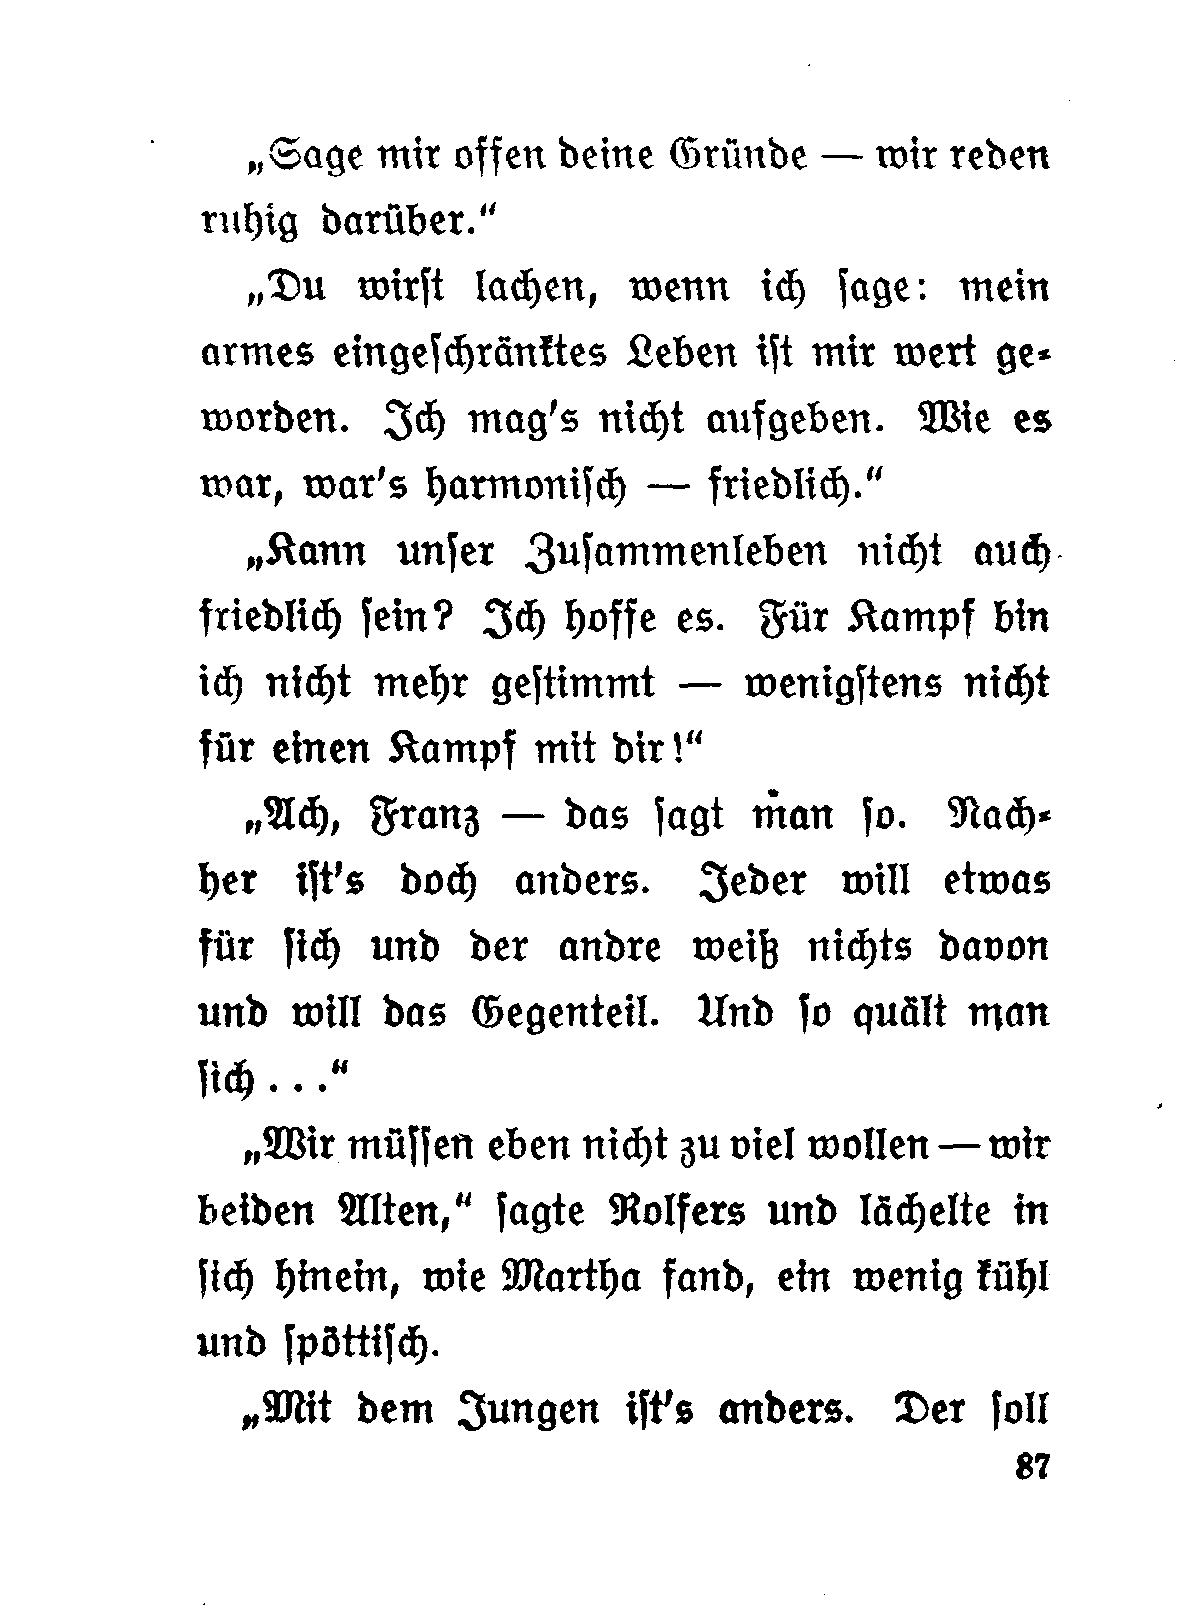 „Sage mir offen deine Gründe — wir reden
ruhig darüber.“
„Du wirſt lachen, wenn ich ſage: mein
armes eingeſchränktes Leben iſt mir wert ge-
worden. Ich mag's nicht aufgeben. Wie es
war, war's harmoniſch — friedlich.“
„Kann unſer Zuſammenleben nicht auch
friedlich ſein? Ich hoffe es. Für Kampf bin
ich nicht mehr geſtimmt — wenigſtens nicht
für einen Kampf mit dir!“
„Ach, Franz — das ſagt man ſo. Nach-
her iſt's doch anders. Jeder will etwas
für ſich und der andre weiß nichts davon
und will das Gegenteil. Und ſo quält man
ſich . . .“
„Wir müſſen eben nicht zu viel wollen — wir
beiden Alten,“ ſagte Rolfers und lächelte in
ſich hinein, wie Martha fand, ein wenig kühl
und ſpöttiſch.
„Mit dem Jungen iſt's anders. Der ſoll
87